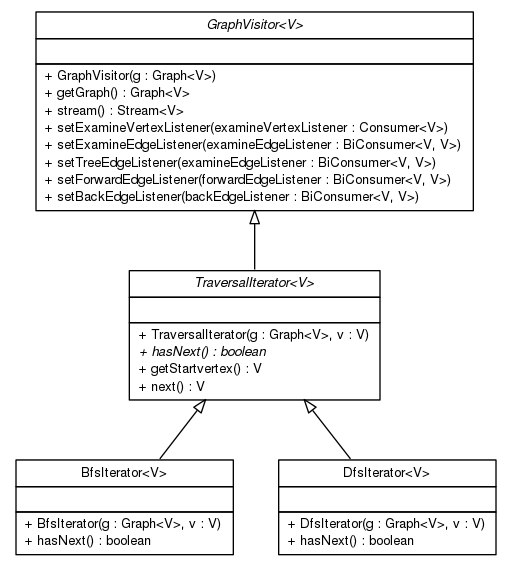 GraphVisitor<V>
+ GraphVisitor(g : Graph<V>)
+ getGraph() : Graph<V>
+ stream() : Stream<V>
+ setExamineVertexListener(examineVertexListener : Consumer<V>)
+ setExamineEdgeListener(examineEdgeListener : BiConsumer<V, V>)
+ setTreeEdgeListener(examineEdgeListener : BiConsumer<V, V>)
+ setForwardEdgeListener(forwardEdgeListener : BiConsumer<V, V>)
+ setBackEdgeListener(backEdgeListener : BiConsumer<V, V>)
TraversalIterator<V>
+ TraversalIterator(g : Graph<V>, v : V)
+ hasNext() : boolean
+ getStartvertex() : V
+ next() : V
BfsIterator<V>
+ BfsIterator(g : Graph<V>, v : V)
+ hasNext() : boolean
DfsIterator<V>
+ DfsIterator(g : Graph<V>, v : V)
+ hasNext() : boolean